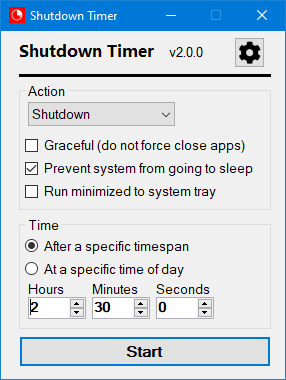 Shutdown Timer
Shutdown Timer v2.0.0
Action
Shutdown
Graceful (do not force close apps)
Prevent system from going to sleep
Run minimized to system tray
Time
After a specific timespan
At a specific time of day
Hours Minutes Seconds
2 30 0
Start